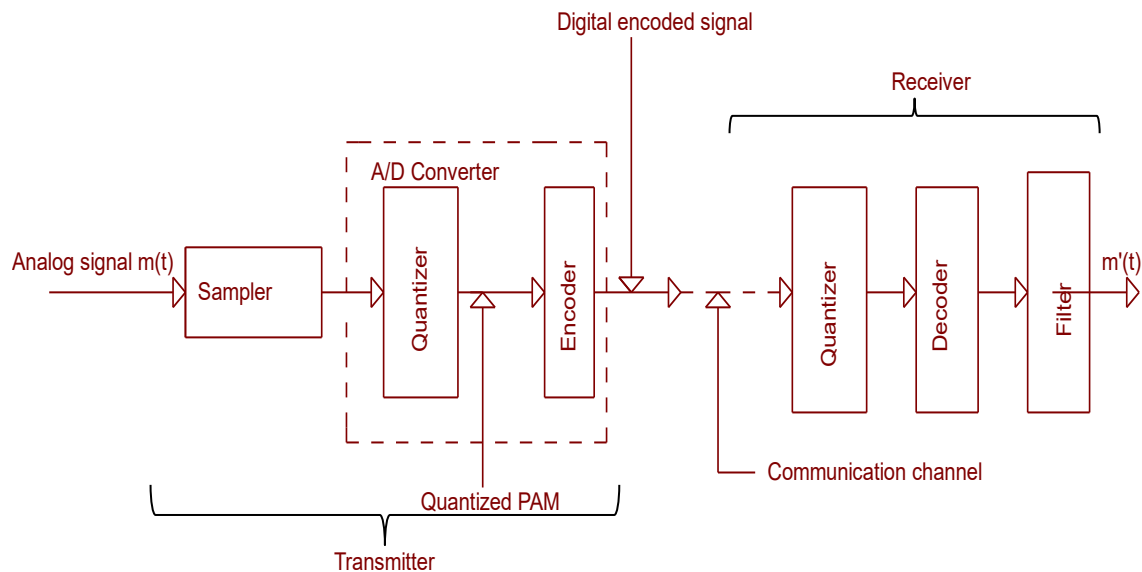 Digital encoded signal
Receiver
A/D Converter
Analog signal m(t)
Sampler
Quantizer
Encoder
Quantizer
Decoder
Filter
m'(t)
Communication channel
Quantized PAM
Transmitter